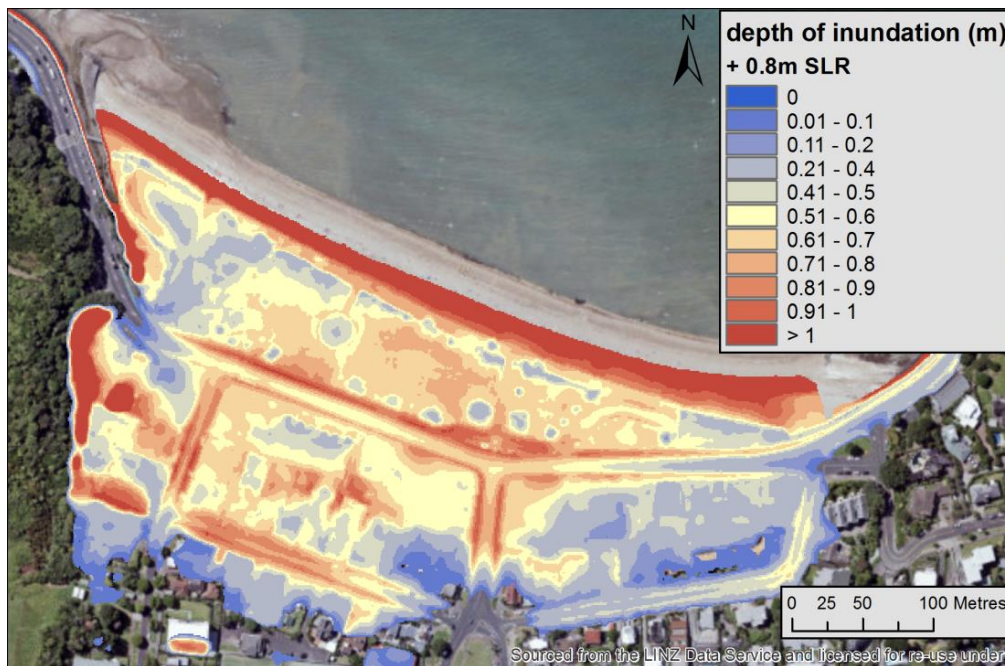 N
depth of inundation (m)
+ 0.8m SLR
0
0.01 - 0.1
0.11 - 0.2
0.21 - 0.4
0.41 - 0.5
0.51 - 0.6
0.61 - 0.7
0.71 - 0.8
0.81 - 0.9
0.91 - 1
> 1
0 25 50 100 Metres
Sourced from the LINZ Data Service and licensed for re-use under